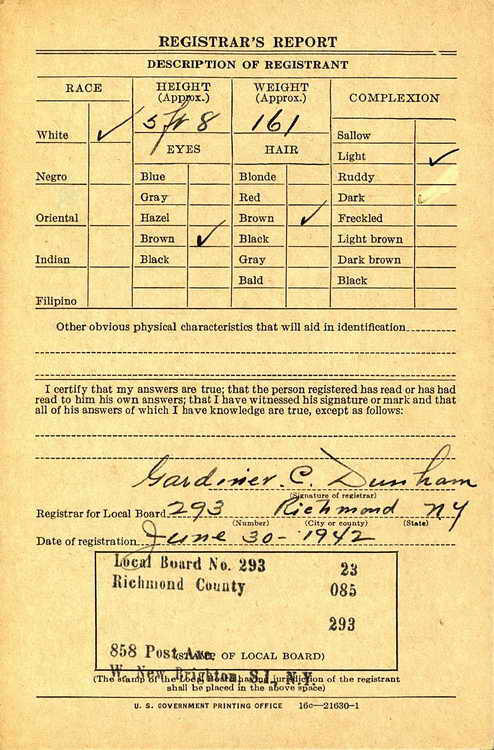 REGISTRAR'S REPORT
DESCRIPTION OF REGISTRANT
RACE
HEIGHT (Approx.)
WEIGHT (Approx.)
COMPLEXION
5 ft 8
161
White ✓
EYES
HAIR
Sallow
Light ✓
Negro
Blue
Blonde
Ruddy
Gray
Red
Dark
Oriental
Hazel
Brown ✓
Freckled
Brown ✓
Black
Light brown
Indian
Black
Gray
Dark brown
Bald
Black
Filipino
Other obvious physical characteristics that will aid in identification
I certify that my answers are true; that the person registered has read or has had
read to him his own answers; that I have witnessed his signature or mark and that
all of his answers of which I have knowledge are true, except as follows:
Gardiner. C. Dunham
(Signature of registrar)
Registrar for Local Board 293 Richmond NY
(Number) (City or county) (State)
Date of registration June 30 - 1942
Local Board No. 293 23
Richmond County 085
293
858 Post Ave.
(STAMP OF LOCAL BOARD)
W. New Brighton, S.I., N.Y.
(The stamp of the Local Board having jurisdiction of the registrant
shall be placed in the above space)
U. S. GOVERNMENT PRINTING OFFICE 16c—21630-1